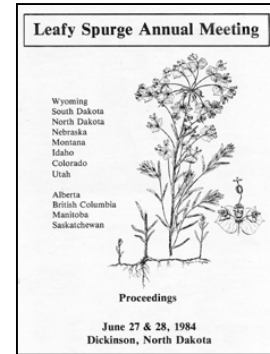 Leafy Spurge Annual Meeting
Wyoming
South Dakota
North Dakota
Nebraska
Montana
Idaho
Colorado
Utah
Alberta
British Columbia
Manitoba
Saskatchewan
Proceedings
June 27 & 28, 1984
Dickinson, North Dakota